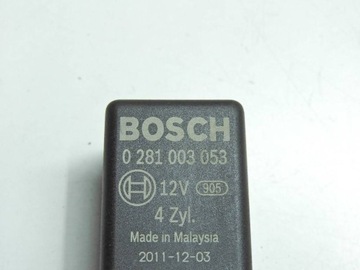 BOSCH
0 281 003 053
12V 905
4 Zyl.
Made in Malaysia
2011-12-03